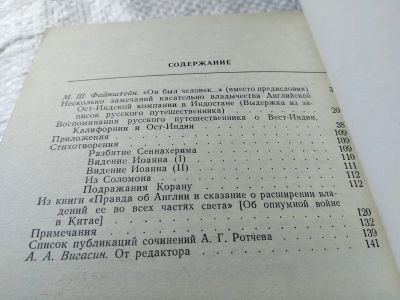 СОДЕРЖАНИЕ
М. Ш. Файнштейн. «Он был человек...» (вместо предисловия) 3
Несколько замечаний касательно владычества Английской
Ост-Индской компании в Индостане (Выдержка из за-
писок русского путешественника) 20
Воспоминания русского путешественника о Вест-Индии,
Калифорнии и Ост-Индии 38
Приложения 109
Стихотворения 109
Разбитие Сеннахерима 109
Видение Иоанна (I) 110
Видение Иоанна (II) 111
Из Соломона 112
Подражания Корану 112
Из книги «Правда об Англии и сказание о расширении вла-
дений ее во всех частях света» [Об опиумной войне
в Китае] 120
Примечания 132
Список публикаций сочинений А. Г. Ротчева 139
А. А. Вигасин. От редактора 141